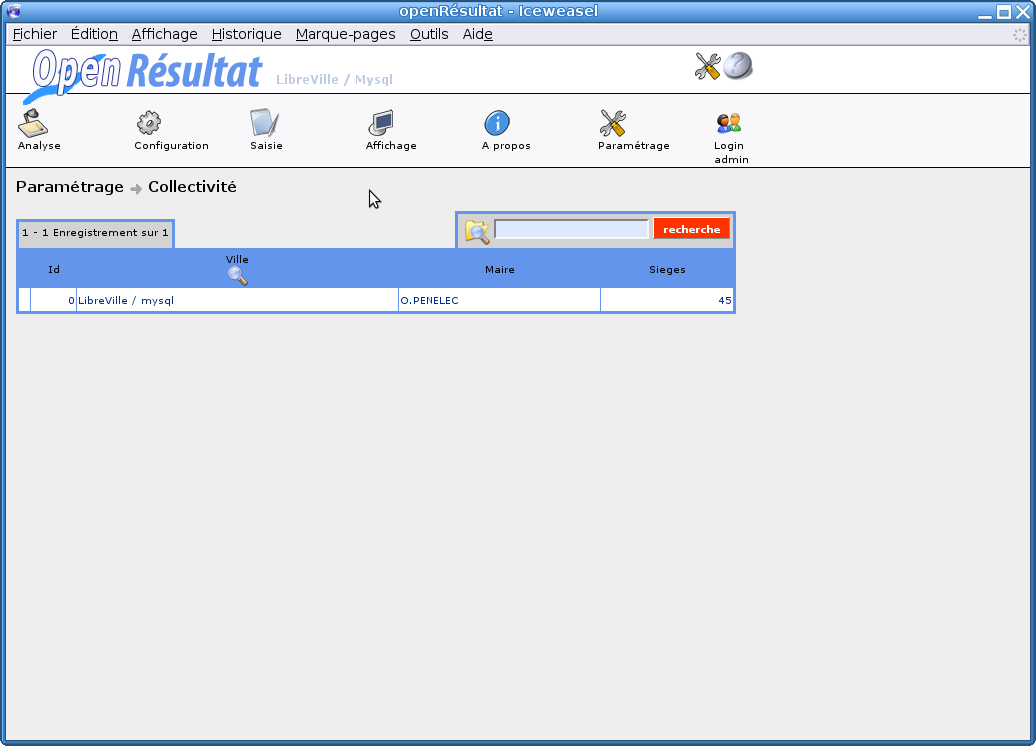 openRésultat - Iceweasel
Fichier Édition Affichage Historique Marque-pages Outils Aide
Open Résultat LibreVille / Mysql
Analyse Configuration Saisie Affichage A propos Paramétrage Login
admin
Paramétrage Collectivité
1 - 1 Enregistrement sur 1 recherche
Id Ville Maire Sieges
0 LibreVille / mysql O.PENELEC 45